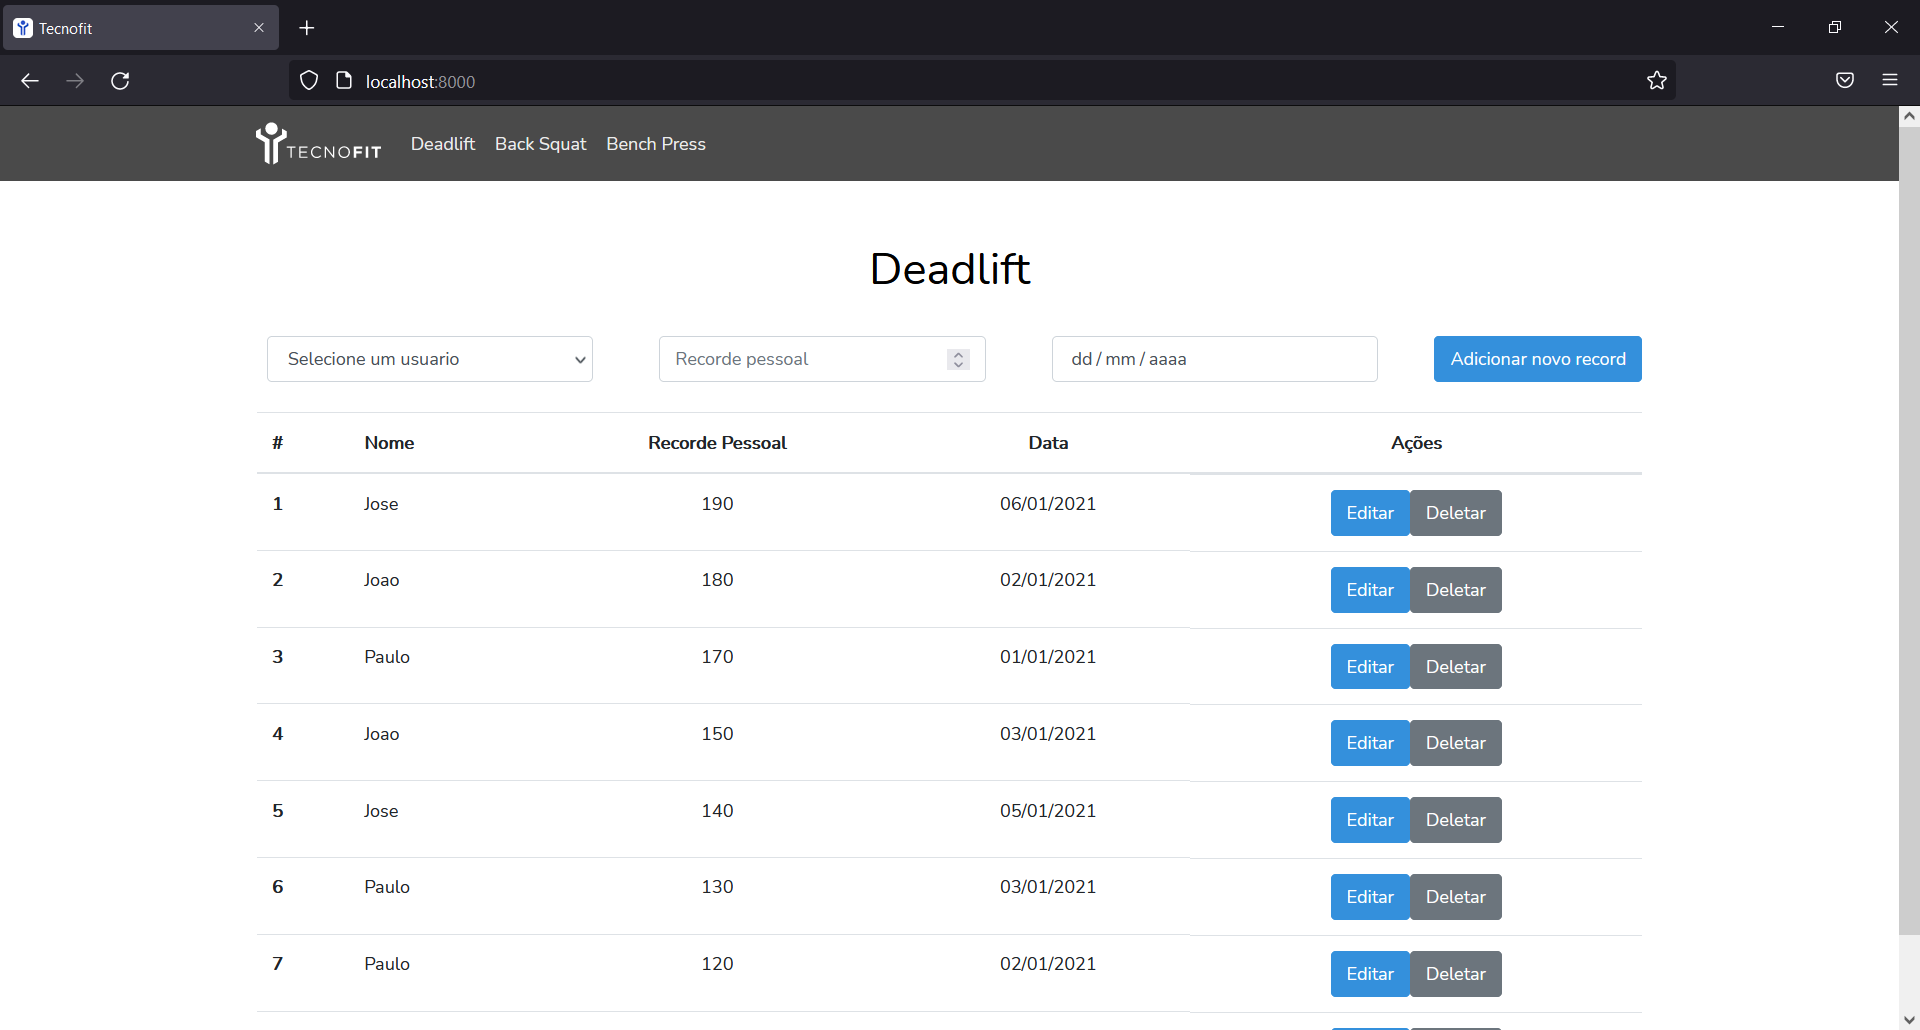 Tecnofit
localhost:8000
TECNOFIT Deadlift Back Squat Bench Press
Deadlift
Selecione um usuario Recorde pessoal dd / mm / aaaa Adicionar novo record
# Nome Recorde Pessoal Data Ações
1 Jose 190 06/01/2021 Editar Deletar
2 Joao 180 02/01/2021 Editar Deletar
3 Paulo 170 01/01/2021 Editar Deletar
4 Joao 150 03/01/2021 Editar Deletar
5 Jose 140 05/01/2021 Editar Deletar
6 Paulo 130 03/01/2021 Editar Deletar
7 Paulo 120 02/01/2021 Editar Deletar